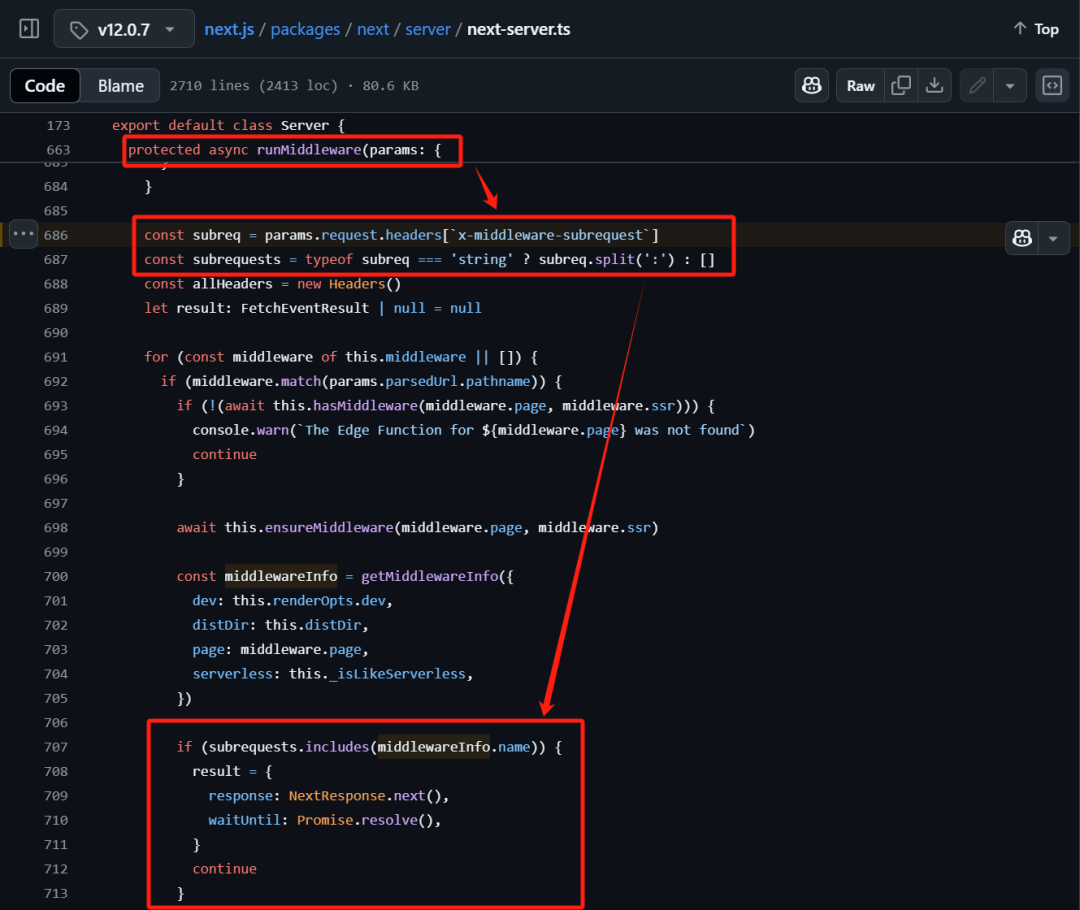 v12.0.7 next.js / packages / next / server / next-server.ts Top
Code Blame 2710 lines (2413 loc) · 80.6 KB Raw
173 export default class Server {
663 protected async runMiddleware(params: {
683 }
684 }
685
686 const subreq = params.request.headers[`x-middleware-subrequest`]
687 const subrequests = typeof subreq === 'string' ? subreq.split(':') : []
688 const allHeaders = new Headers()
689 let result: FetchEventResult | null = null
690
691 for (const middleware of this.middleware || []) {
692 if (middleware.match(params.parsedUrl.pathname)) {
693 if (!(await this.hasMiddleware(middleware.page, middleware.ssr))) {
694 console.warn(`The Edge Function for ${middleware.page} was not found`)
695 continue
696 }
697
698 await this.ensureMiddleware(middleware.page, middleware.ssr)
699
700 const middlewareInfo = getMiddlewareInfo({
701 dev: this.renderOpts.dev,
702 distDir: this.distDir,
703 page: middleware.page,
704 serverless: this._isLikeServerless,
705 })
706
707 if (subrequests.includes(middlewareInfo.name)) {
708 result = {
709 response: NextResponse.next(),
710 waitUntil: Promise.resolve(),
711 }
712 continue
713 }